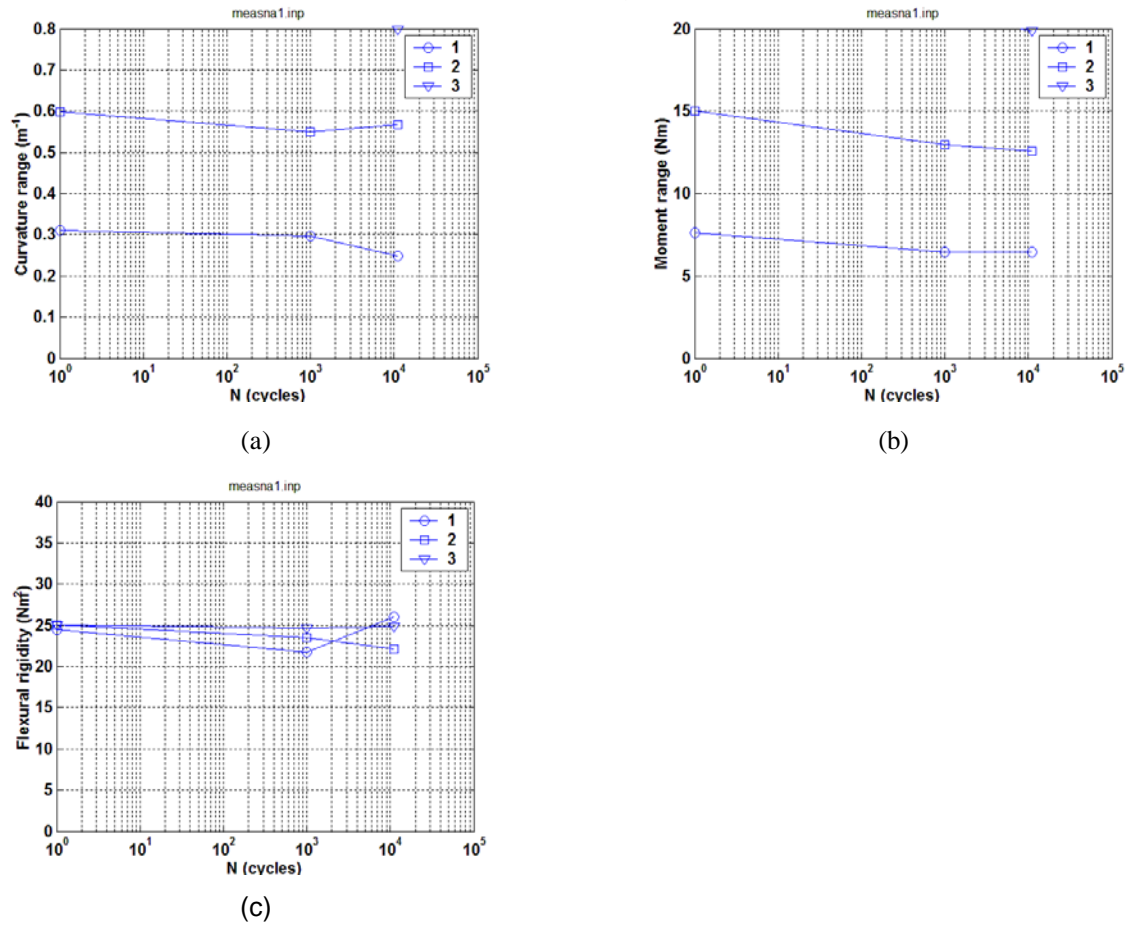 measna1.inp
0.8
0.7
0.6
0.5
0.4
0.3
0.2
0.1
0
Curvature range (m⁻¹)
1
2
3
10⁰ 10¹ 10² 10³ 10⁴ 10⁵
N (cycles)
(a)
measna1.inp
20
15
10
5
0
Moment range (Nm)
1
2
3
10⁰ 10¹ 10² 10³ 10⁴ 10⁵
N (cycles)
(b)
measna1.inp
40
35
30
25
20
15
10
5
0
Flexural rigidity (Nm²)
1
2
3
10⁰ 10¹ 10² 10³ 10⁴ 10⁵
N (cycles)
(c)